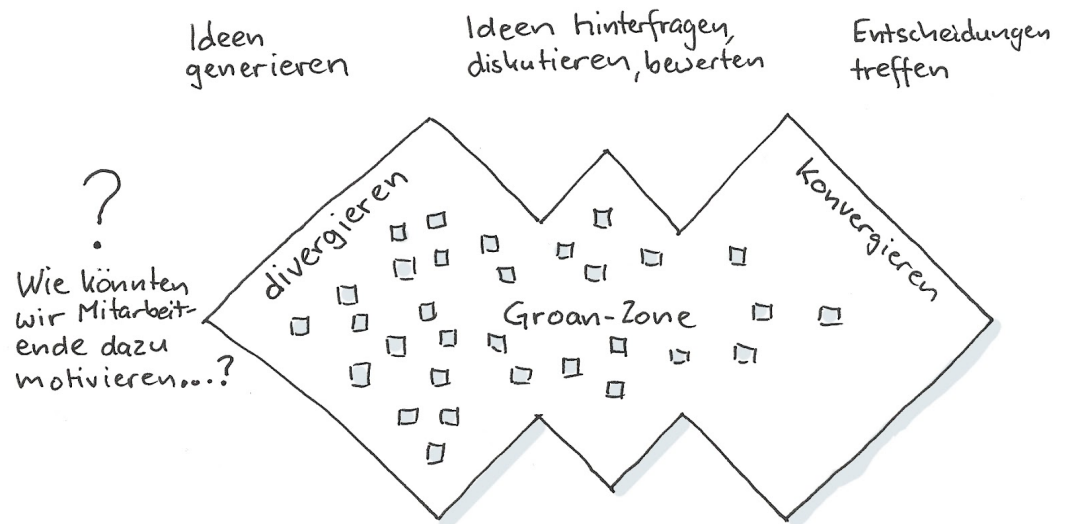 Ideen
generieren
Ideen hinterfragen,
diskutieren, bewerten
Entscheidungen
treffen
?
Wie könnten
wir Mitarbeit-
ende dazu
motivieren...?
divergieren
Groan-Zone
konvergieren